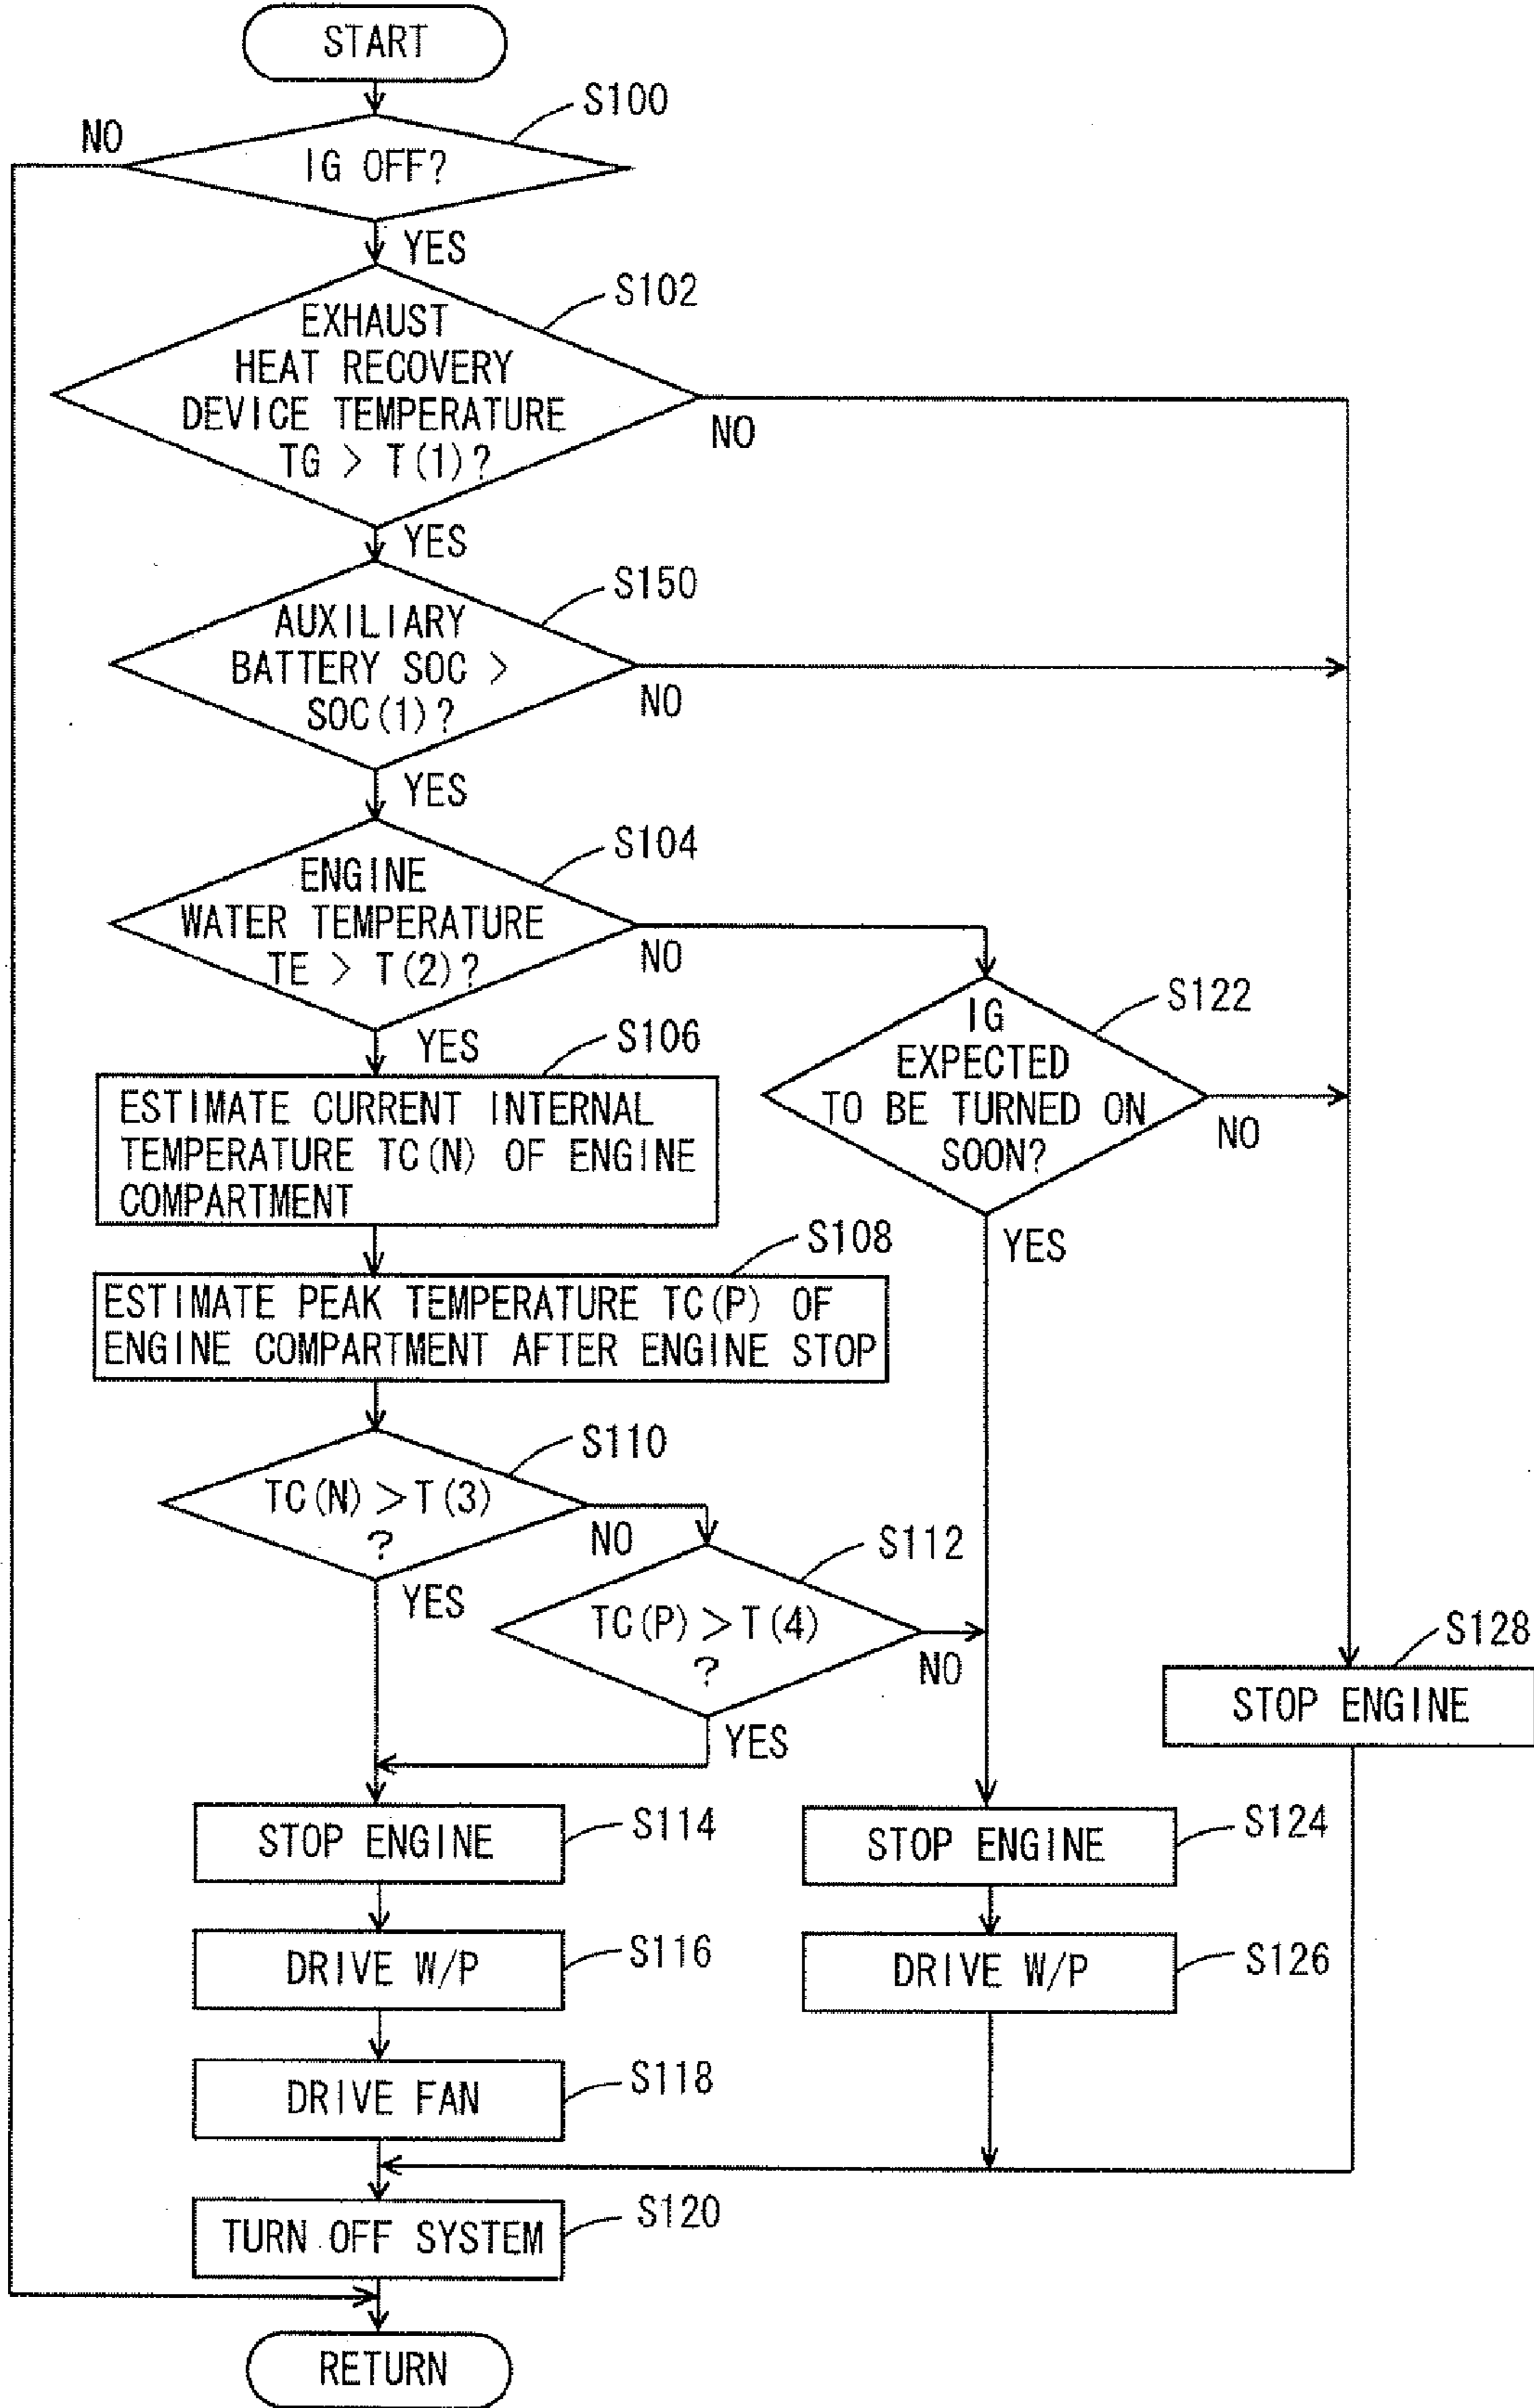 START
S100
NO
IG OFF?
YES
S102
EXHAUST
HEAT RECOVERY
DEVICE TEMPERATURE
TG > T(1)?
NO
YES
S150
AUXILIARY
BATTERY SOC >
SOC(1)?
NO
YES
S104
ENGINE
WATER TEMPERATURE
TE > T(2)?
NO
S122
IG
EXPECTED
TO BE TURNED ON
SOON?
NO
YES
YES
S106
ESTIMATE CURRENT INTERNAL
TEMPERATURE TC(N) OF ENGINE
COMPARTMENT
S108
ESTIMATE PEAK TEMPERATURE TC(P) OF
ENGINE COMPARTMENT AFTER ENGINE STOP
S110
TC(N) > T(3)
?
NO
YES
S112
TC(P) > T(4)
?
NO
YES
S128
STOP ENGINE
STOP ENGINE
S114
STOP ENGINE
S124
DRIVE W/P
S116
DRIVE W/P
S126
DRIVE FAN
S118
TURN OFF SYSTEM
S120
RETURN